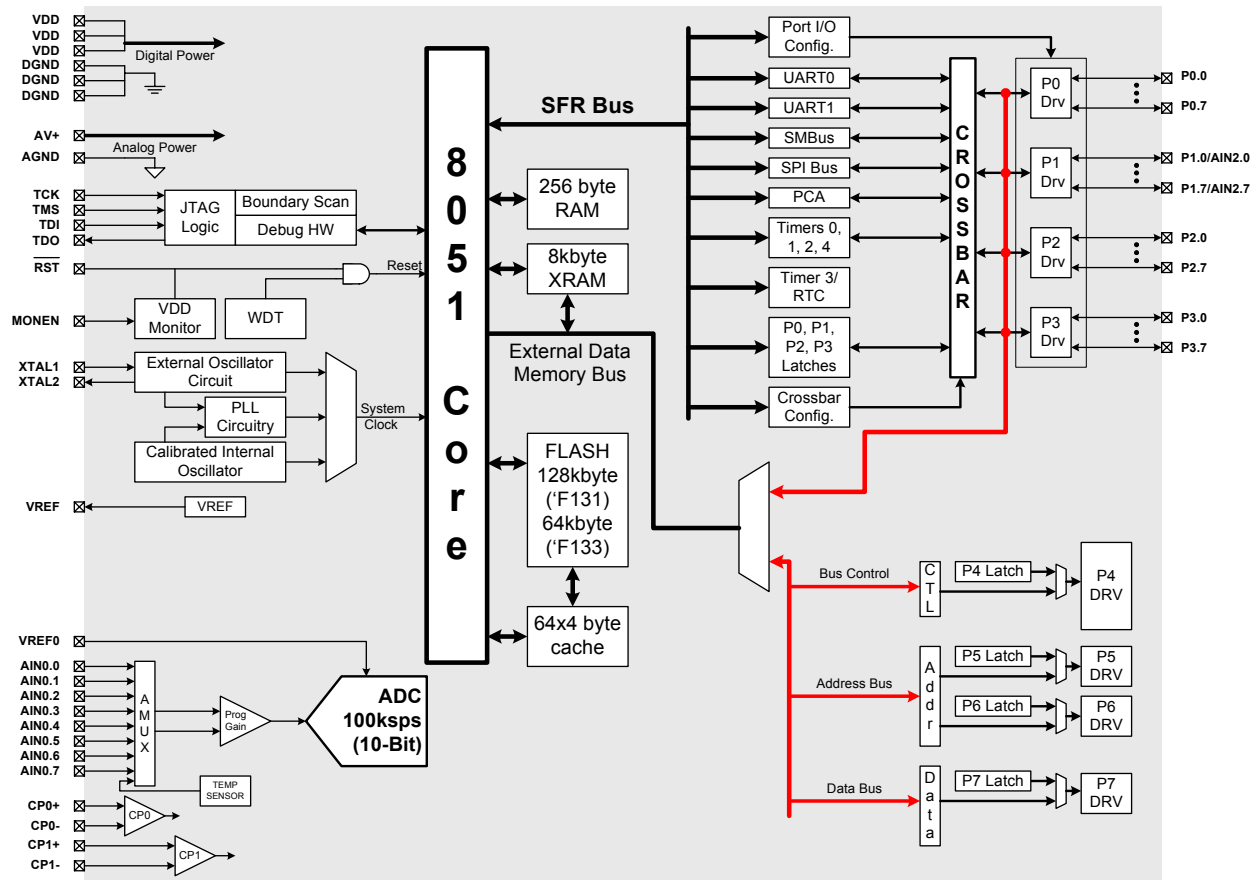 VDD
VDD
VDD
DGND
DGND
DGND
Digital Power
AV+
AGND
Analog Power
TCK
TMS
TDI
TDO
JTAG
Logic
Boundary Scan
Debug HW
RST
Reset
MONEN
VDD
Monitor
WDT
XTAL1
XTAL2
External Oscillator
Circuit
PLL
Circuitry
Calibrated Internal
Oscillator
System
Clock
VREF
VREF
VREF0
AIN0.0
AIN0.1
AIN0.2
AIN0.3
AIN0.4
AIN0.5
AIN0.6
AIN0.7
AMUX
Prog
Gain
ADC
100ksps
(10-Bit)
TEMP
SENSOR
CP0+
CP0-
CP0
CP1+
CP1-
CP1
8051 Core
SFR Bus
256 byte
RAM
8kbyte
XRAM
External Data
Memory Bus
FLASH
128kbyte
(‘F131)
64kbyte
(‘F133)
64x4 byte
cache
Port I/O
Config.
UART0
UART1
SMBus
SPI Bus
PCA
Timers 0,
1, 2, 4
Timer 3/
RTC
P0, P1,
P2, P3
Latches
Crossbar
Config.
CROSSBAR
P0
Drv
P1
Drv
P2
Drv
P3
Drv
P0.0
P0.7
P1.0/AIN2.0
P1.7/AIN2.7
P2.0
P2.7
P3.0
P3.7
Bus Control
CTL
P4 Latch
P4
DRV
Address Bus
Addr
P5 Latch
P5
DRV
P6 Latch
P6
DRV
Data Bus
Data
P7 Latch
P7
DRV